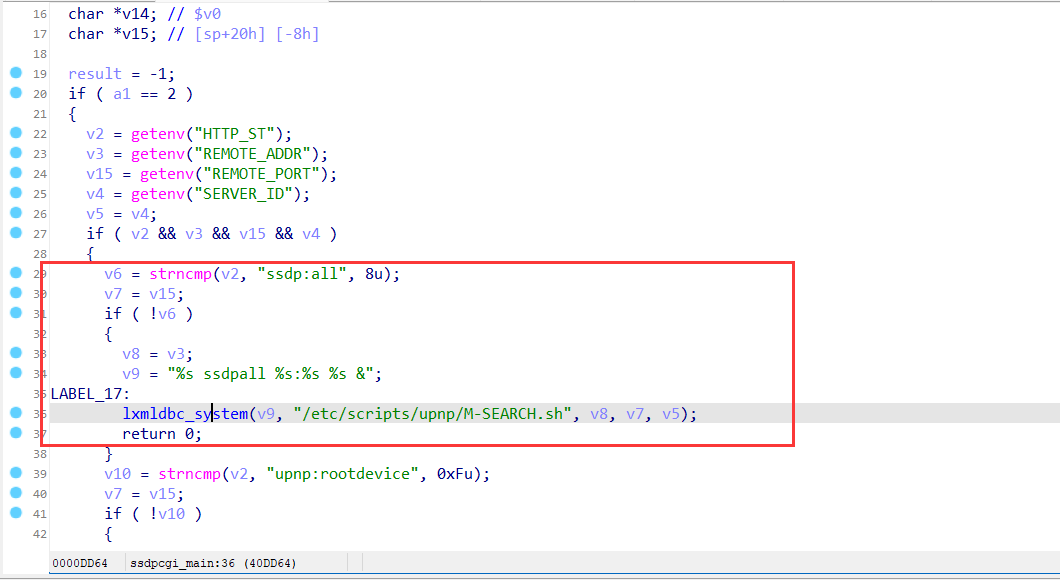 16 char *v14; // $v0
17 char *v15; // [sp+20h] [-8h]
18
19 result = -1;
20 if ( a1 == 2 )
21 {
22 v2 = getenv("HTTP_ST");
23 v3 = getenv("REMOTE_ADDR");
24 v15 = getenv("REMOTE_PORT");
25 v4 = getenv("SERVER_ID");
26 v5 = v4;
27 if ( v2 && v3 && v15 && v4 )
28 {
29 v6 = strncmp(v2, "ssdp:all", 8u);
30 v7 = v15;
31 if ( !v6 )
32 {
33 v8 = v3;
34 v9 = "%s ssdpall %s:%s %s &";
35 LABEL_17:
36 lxmldbc_system(v9, "/etc/scripts/upnp/M-SEARCH.sh", v8, v7, v5);
37 return 0;
38 }
39 v10 = strncmp(v2, "upnp:rootdevice", 0xFu);
40 v7 = v15;
41 if ( !v10 )
42 {
0000DD64 ssdpcgi_main:36 (40DD64)